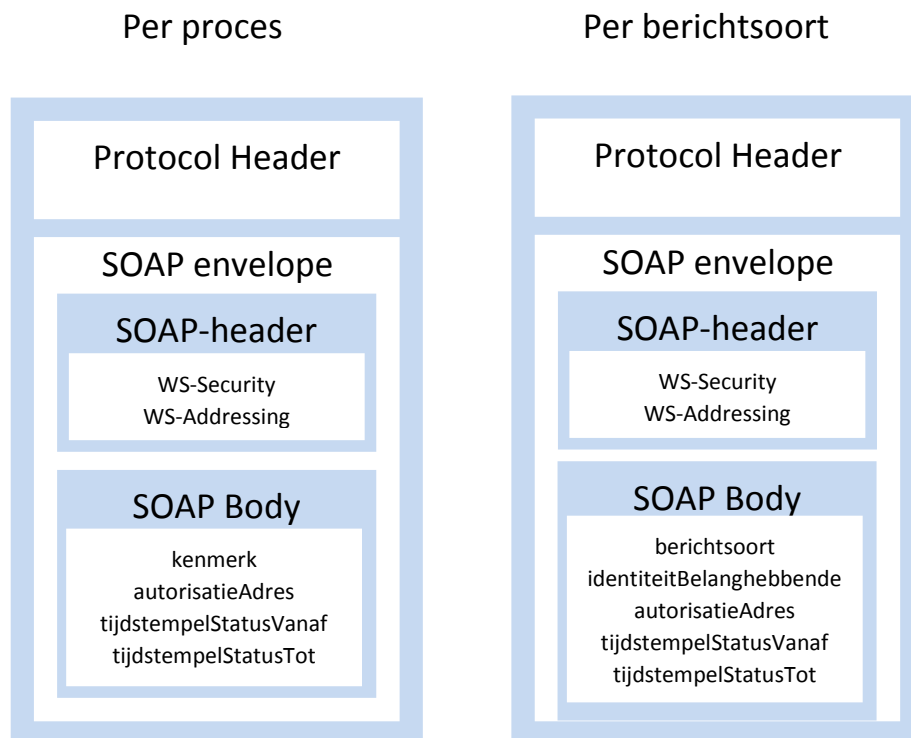 Per proces
Protocol Header
SOAP envelope
SOAP-header
WS-Security
WS-Addressing
SOAP Body
kenmerk
autorisatieAdres
tijdstempelStatusVanaf
tijdstempelStatusTot
Per berichtsoort
Protocol Header
SOAP envelope
SOAP-header
WS-Security
WS-Addressing
SOAP Body
berichtsoort
identiteitBelanghebbende
autorisatieAdres
tijdstempelStatusVanaf
tijdstempelStatusTot